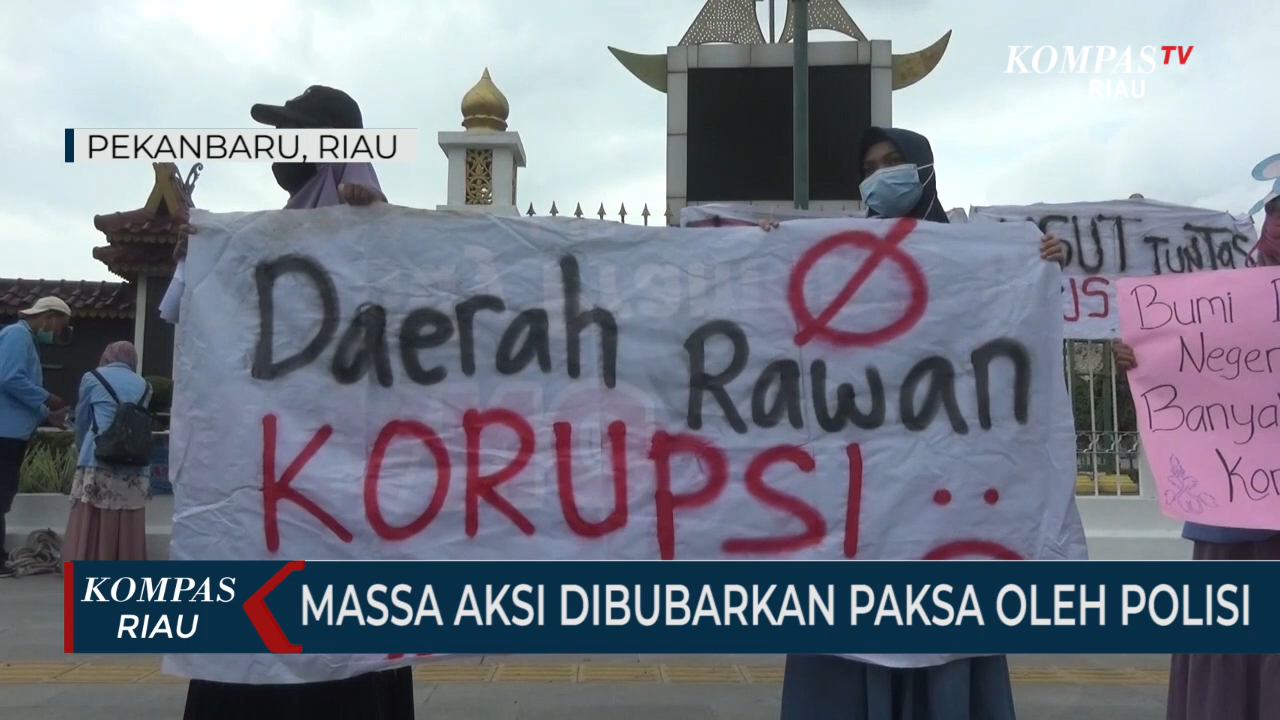 KOMPAS TV
RIAU
PEKANBARU, RIAU
Daerah Rawan
KORUPSI
TUNTAS
Bumi
Neger
Banya
Kor
KOMPAS
RIAU
MASSA AKSI DIBUBARKAN PAKSA OLEH POLISI